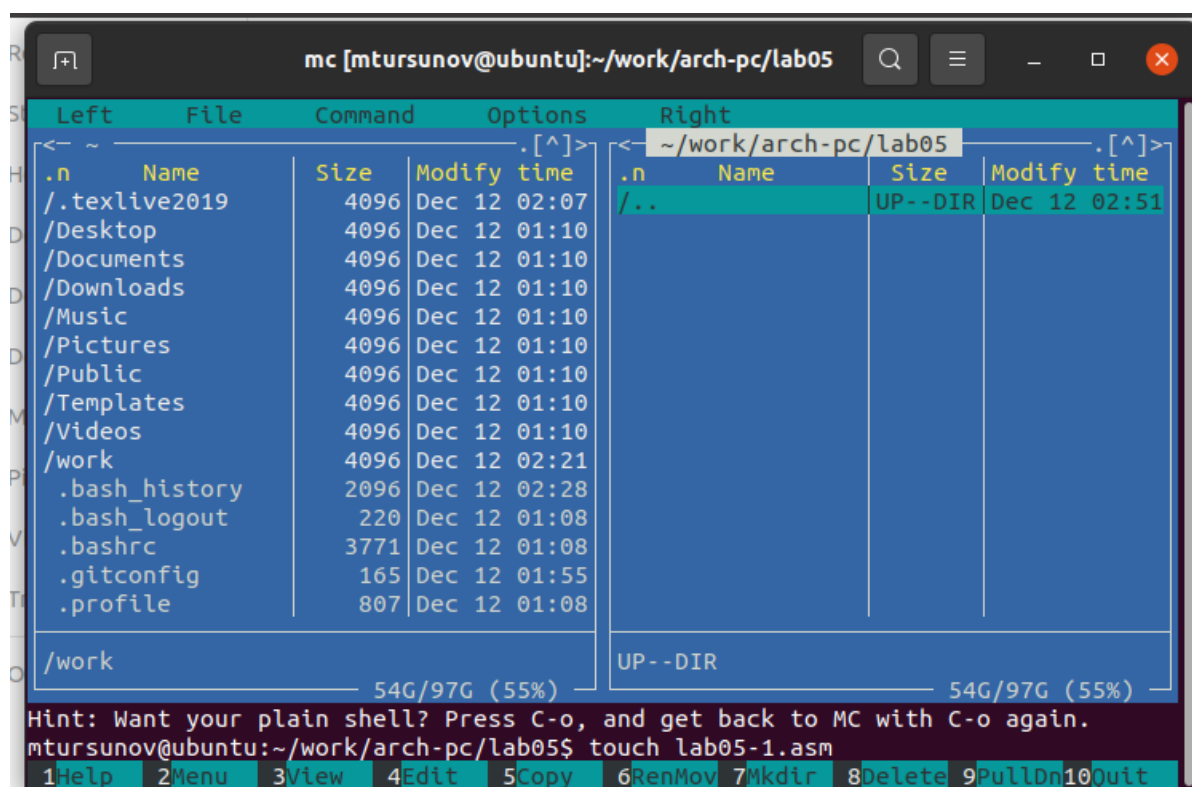 mc [mtursunov@ubuntu]:~/work/arch-pc/lab05
Left File Command Options Right
<─ ~ .[^]> <─ ~/work/arch-pc/lab05 .[^]>
.n Name Size Modify time .n Name Size Modify time
/.texlive2019 4096 Dec 12 02:07 /.. UP--DIR Dec 12 02:51
/Desktop 4096 Dec 12 01:10
/Documents 4096 Dec 12 01:10
/Downloads 4096 Dec 12 01:10
/Music 4096 Dec 12 01:10
/Pictures 4096 Dec 12 01:10
/Public 4096 Dec 12 01:10
/Templates 4096 Dec 12 01:10
/Videos 4096 Dec 12 01:10
/work 4096 Dec 12 02:21
.bash_history 2096 Dec 12 02:28
.bash_logout 220 Dec 12 01:08
.bashrc 3771 Dec 12 01:08
.gitconfig 165 Dec 12 01:55
.profile 807 Dec 12 01:08
/work UP--DIR
54G/97G (55%) 54G/97G (55%)
Hint: Want your plain shell? Press C-o, and get back to MC with C-o again.
mtursunov@ubuntu:~/work/arch-pc/lab05$ touch lab05-1.asm
1Help 2Menu 3View 4Edit 5Copy 6RenMov 7Mkdir 8Delete 9PullDn 10Quit